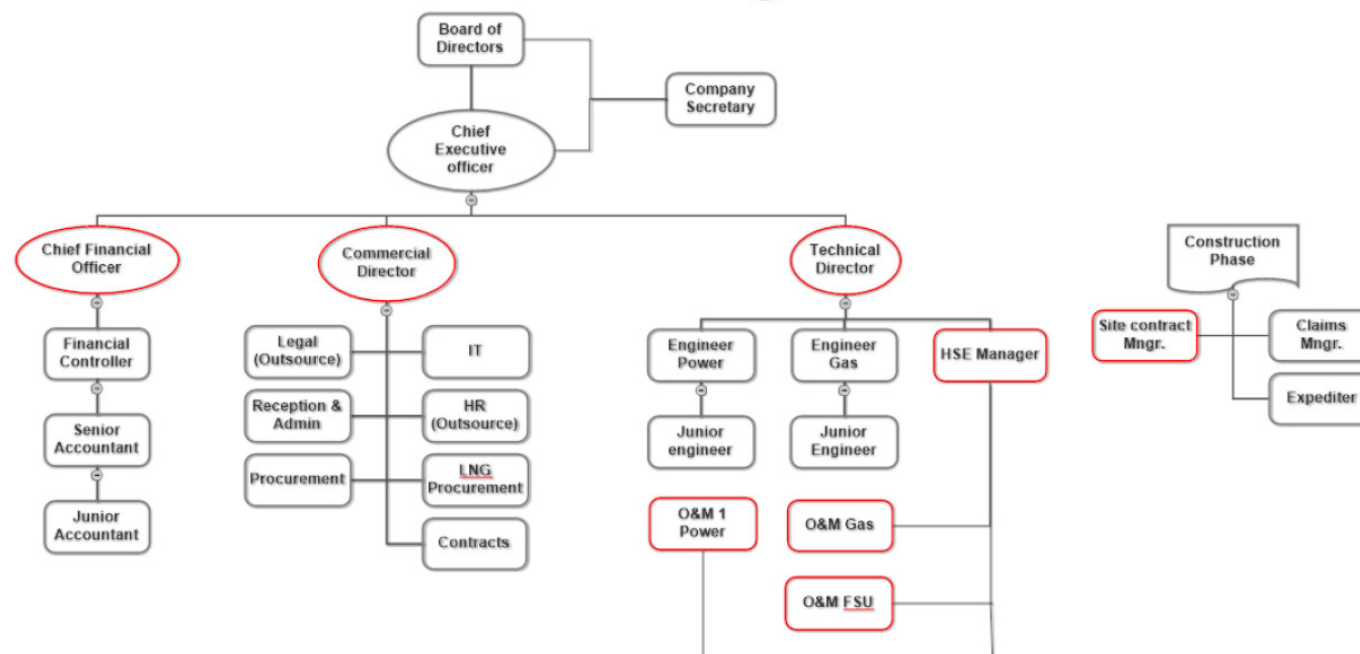 Board of
Directors
Company
Secretary
Chief
Executive
officer
Chief Financial
Officer
Commercial
Director
Technical
Director
Construction
Phase
Financial
Controller
Senior
Accountant
Junior
Accountant
Legal
(Outsource)
IT
Reception &
Admin
HR
(Outsource)
Procurement
LNG
Procurement
Contracts
Engineer
Power
Engineer
Gas
HSE Manager
Junior
engineer
Junior
Engineer
O&M 1
Power
O&M Gas
O&M FSU
Site contract
Mngr.
Claims
Mngr.
Expediter